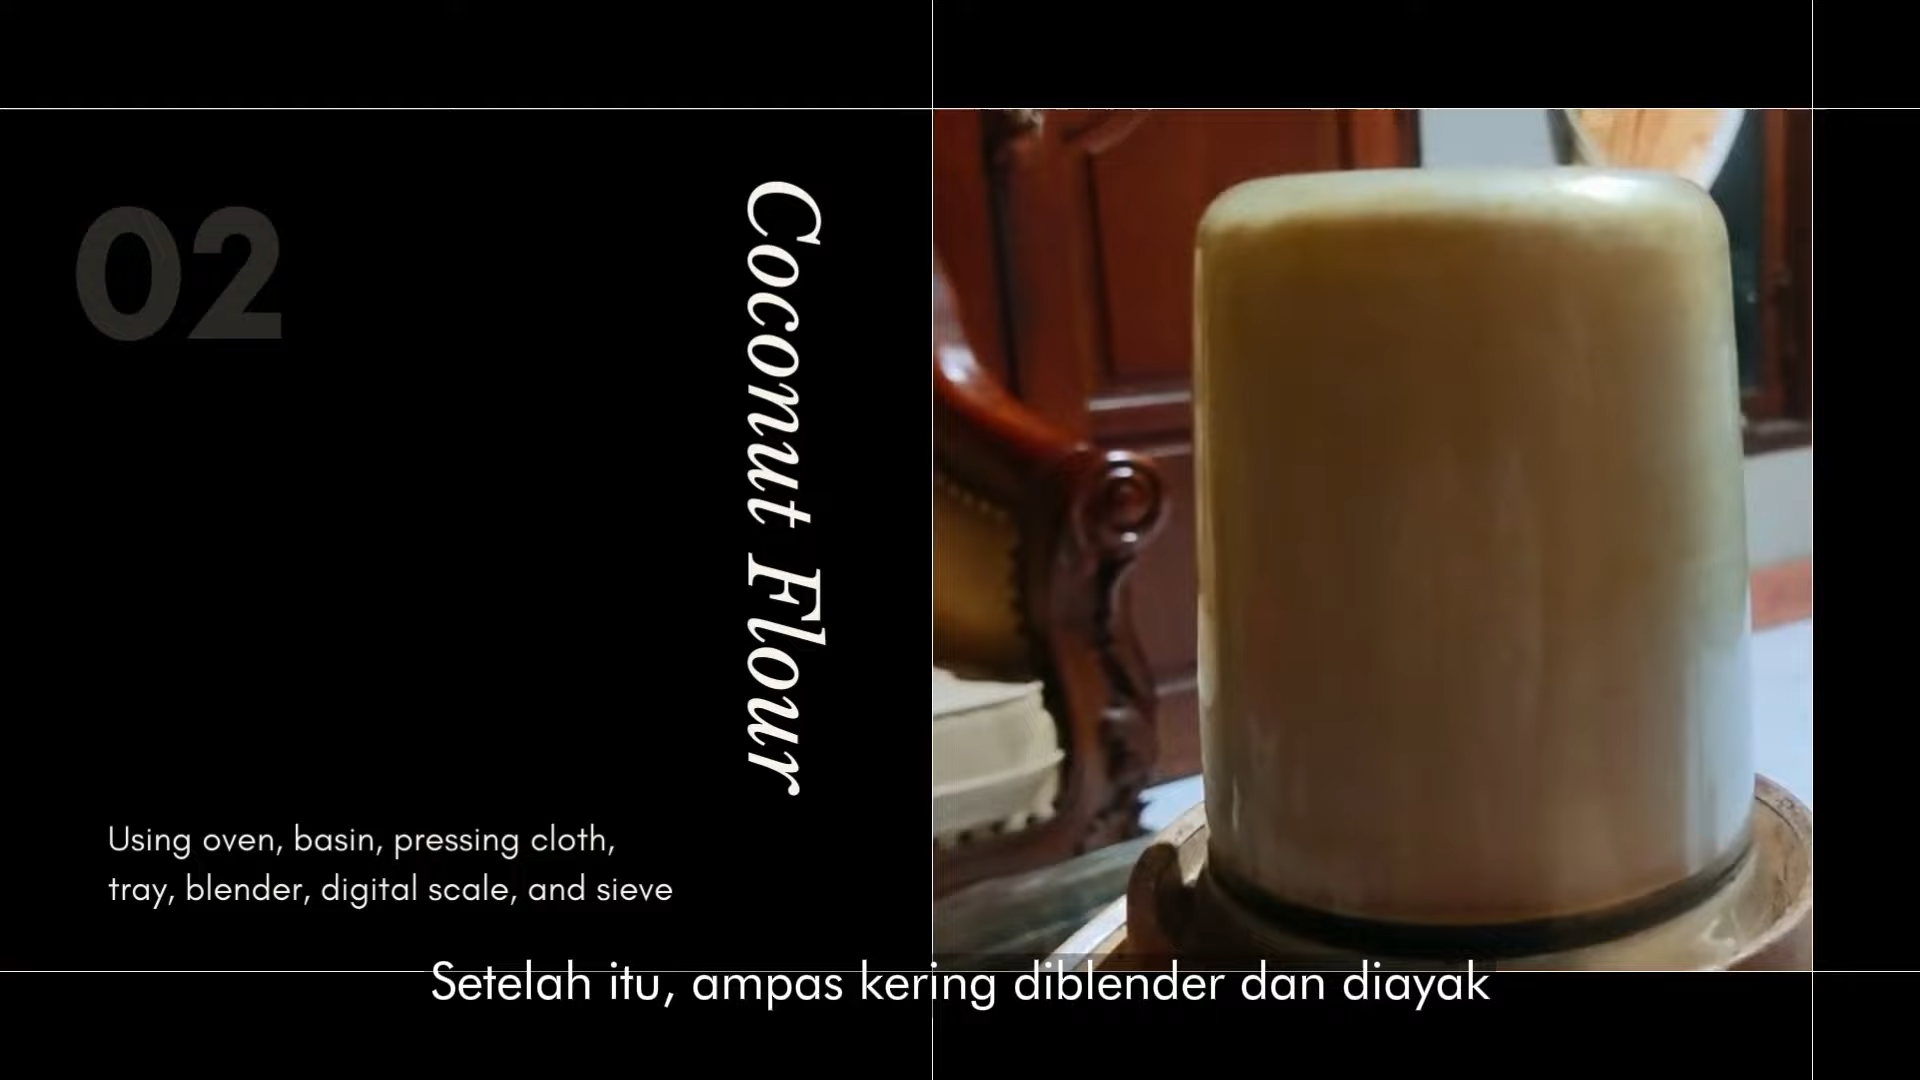 02
Coconut Flour
Using oven, basin, pressing cloth,
tray, blender, digital scale, and sieve
Setelah itu, ampas kering diblender dan diayak